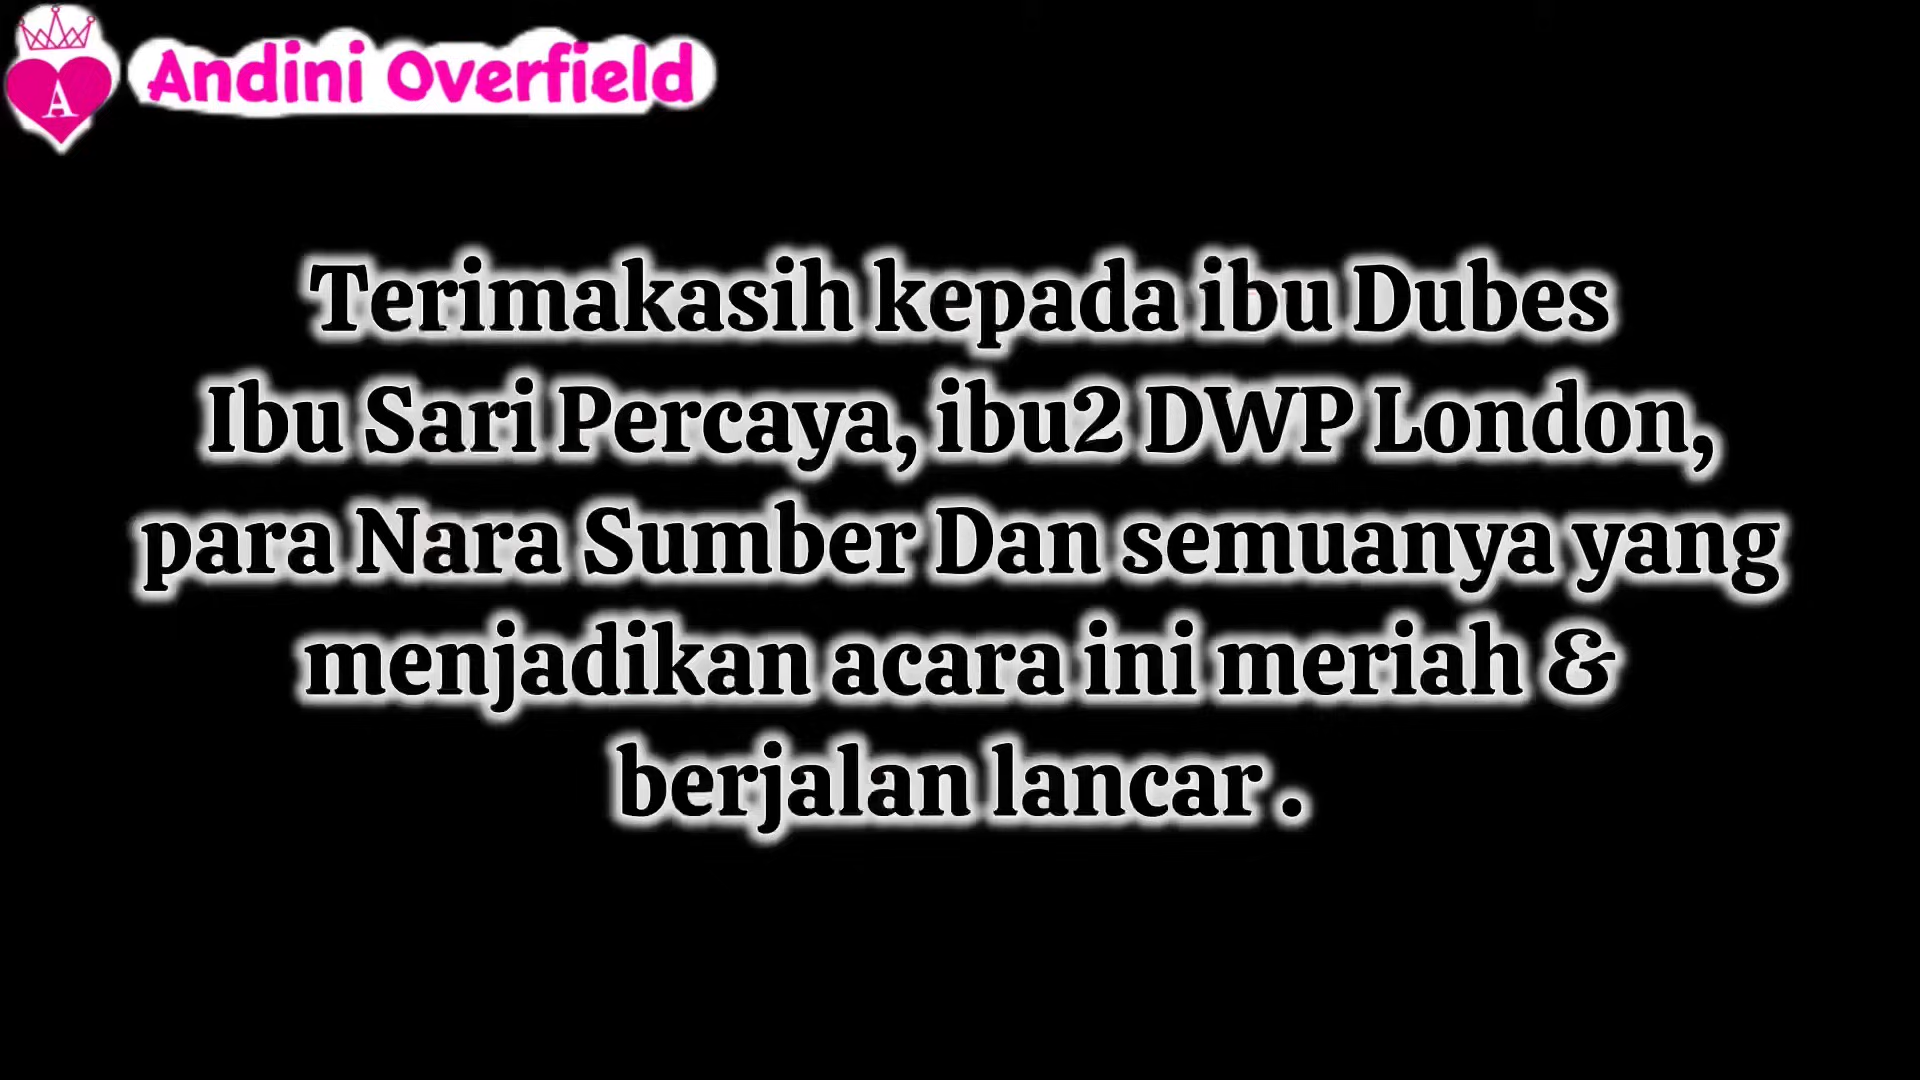 A
Andini Overfield
Terimakasih kepada ibu Dubes
Ibu Sari Percaya, ibu2 DWP London,
para Nara Sumber Dan semuanya yang
menjadikan acara ini meriah &
berjalan lancar .